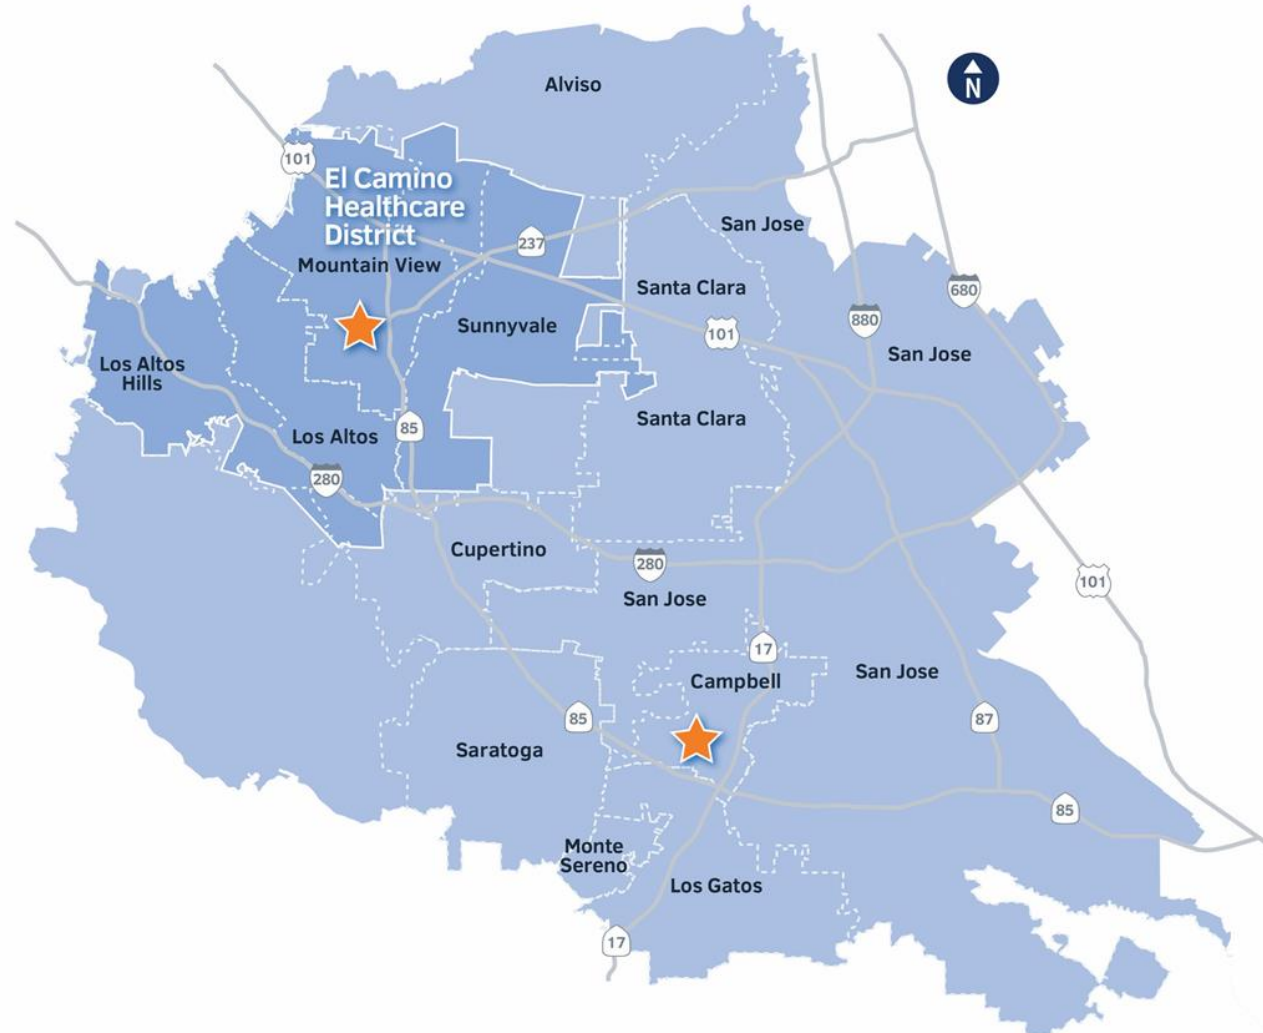 Alviso
N
101
El Camino
Healthcare
District
Mountain View
237
San Jose
Santa Clara
680
880
101
Sunnyvale
San Jose
Los Altos
Hills
Santa Clara
Los Altos
85
280
Cupertino
280
San Jose
101
17
San Jose
Campbell
85
87
Saratoga
85
Monte
Sereno
Los Gatos
17